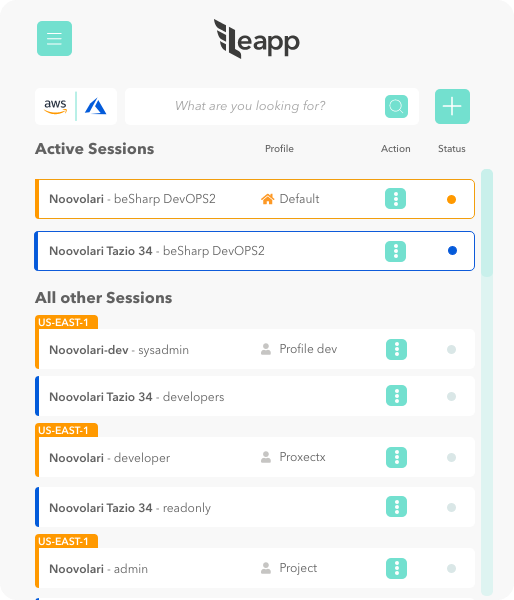 leapp
aws
What are you looking for?
Active Sessions Profile Action Status
Noovolari - beSharp DevOPS2 Default
Noovolari Tazio 34 - beSharp DevOPS2
All other Sessions
US-EAST-1
Noovolari-dev - sysadmin Profile dev
Noovolari Tazio 34 - developers
US-EAST-1
Noovolari - developer Proxectx
Noovolari Tazio 34 - readonly
US-EAST-1
Noovolari - admin Project